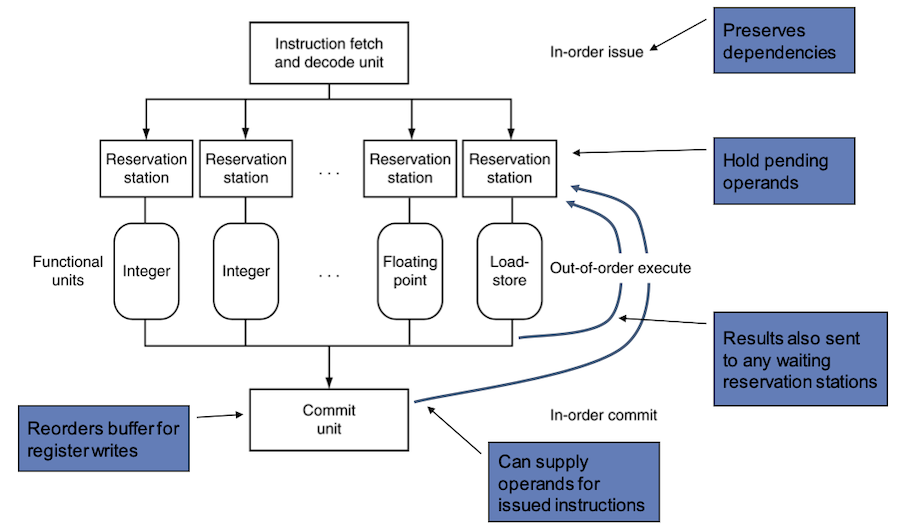 Instruction fetch
and decode unit
In-order issue
Preserves
dependencies
Reservation
station
Reservation
station
. . .
Reservation
station
Reservation
station
Hold pending
operands
Functional
units
Integer
Integer
. . .
Floating
point
Load-
store
Out-of-order execute
Results also sent
to any waiting
reservation stations
Commit
unit
In-order commit
Reorders buffer for
register writes
Can supply
operands for
issued instructions